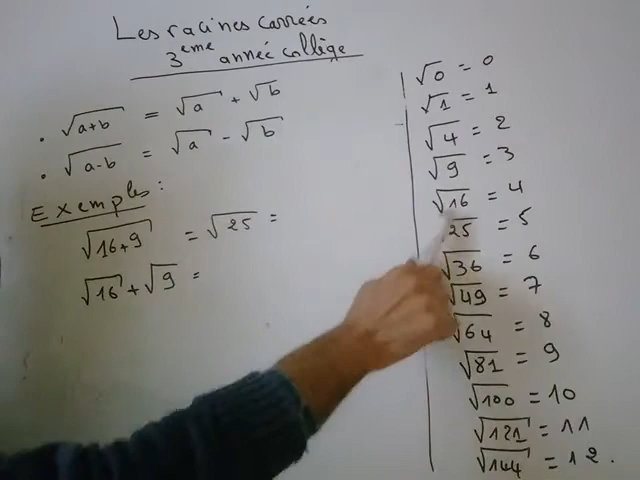 Les racines carrées
3eme année collège
. √(a+b) = √a + √b
. √(a-b) = √a - √b
Exemples :
√(16+9) = √25 =
√16 + √9 =
√0 = 0
√1 = 1
√4 = 2
√9 = 3
√16 = 4
25 = 5
√36 = 6
√49 = 7
√64 = 8
√81 = 9
√100 = 10
√121 = 11
√144 = 12.